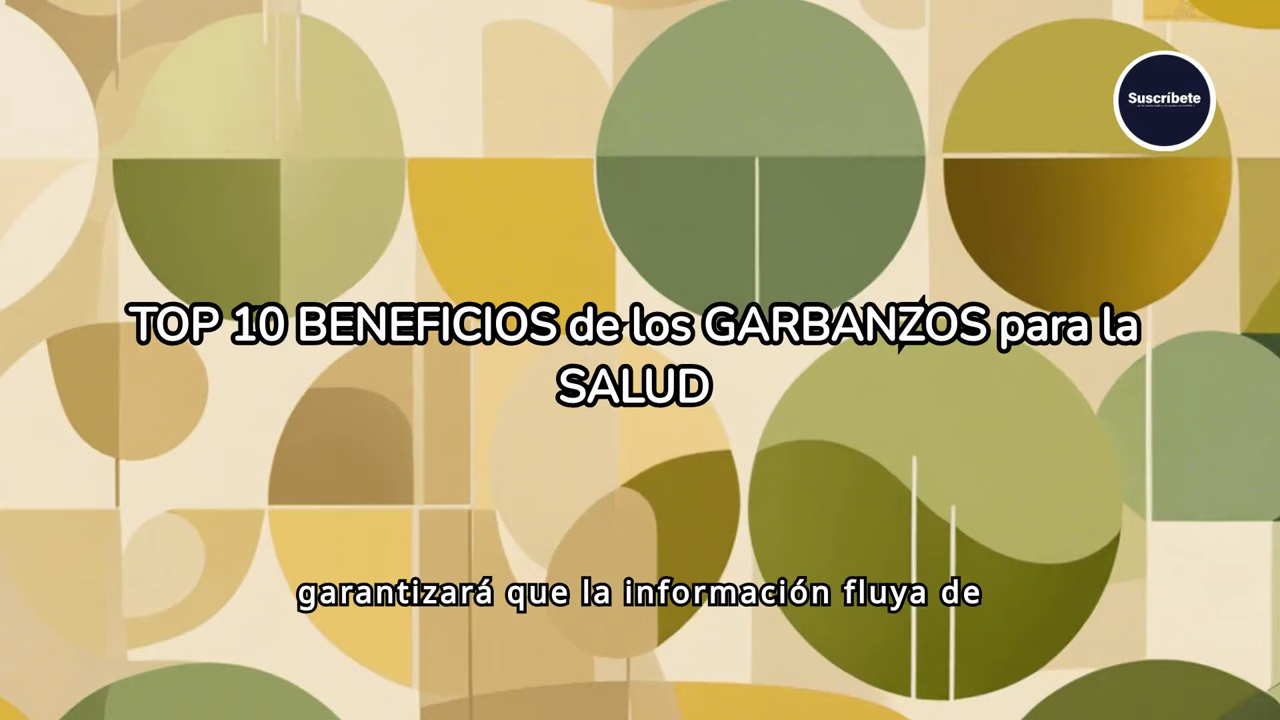 Suscríbete
TOP 10 BENEFICIOS de los GARBANZOS para la
SALUD
garantizará que la información fluya de